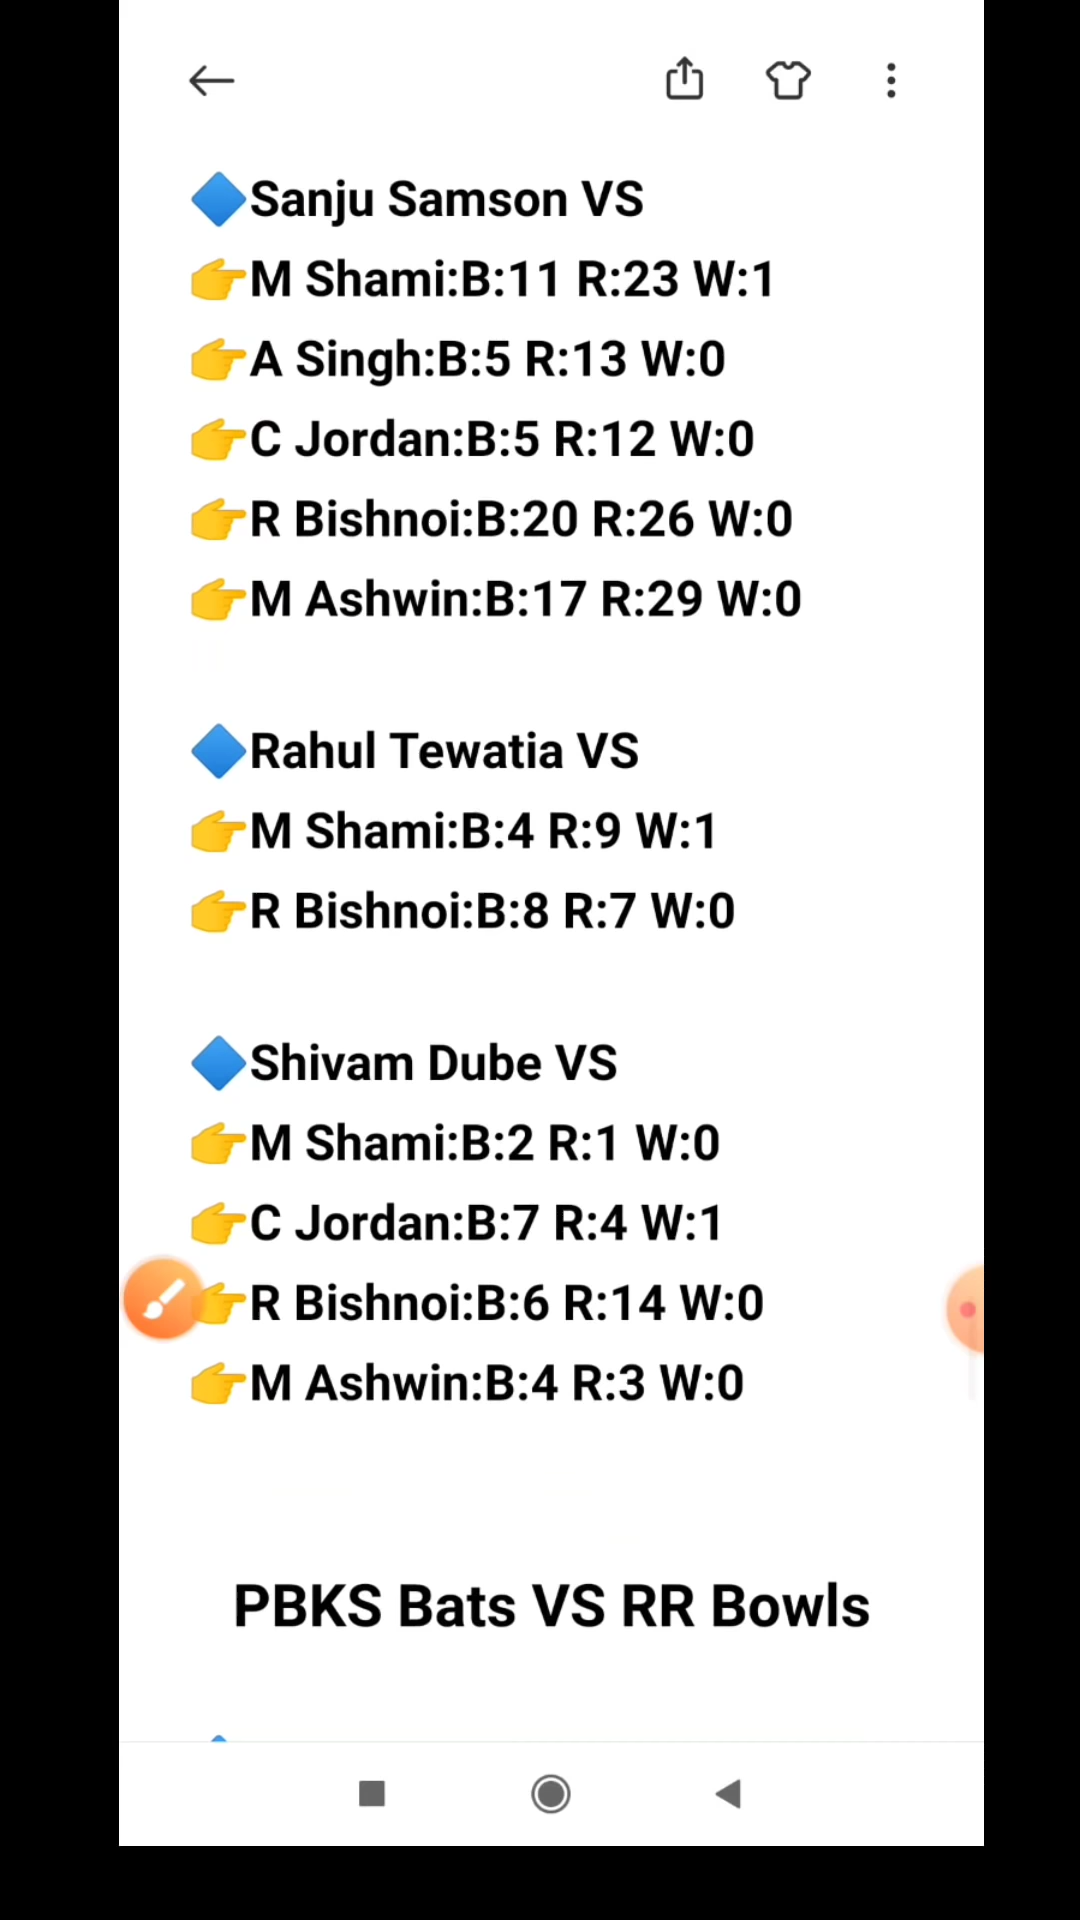 🔷Sanju Samson VS
👉M Shami:B:11 R:23 W:1
👉A Singh:B:5 R:13 W:0
👉C Jordan:B:5 R:12 W:0
👉R Bishnoi:B:20 R:26 W:0
👉M Ashwin:B:17 R:29 W:0
🔷Rahul Tewatia VS
👉M Shami:B:4 R:9 W:1
👉R Bishnoi:B:8 R:7 W:0
🔷Shivam Dube VS
👉M Shami:B:2 R:1 W:0
👉C Jordan:B:7 R:4 W:1
👉R Bishnoi:B:6 R:14 W:0
👉M Ashwin:B:4 R:3 W:0
PBKS Bats VS RR Bowls